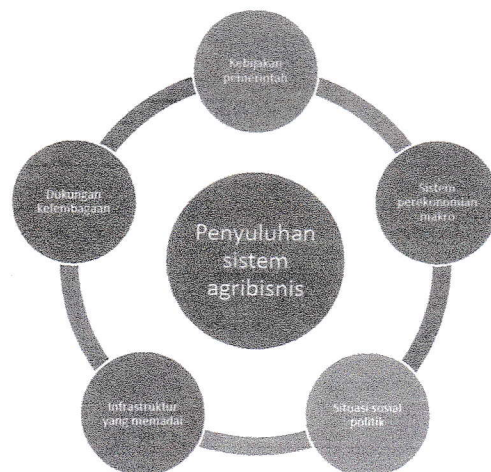 Kebijakan
pemerintah
Sistem
perekonomian
makro
Situasi sosial
politik
Infrastruktur
yang memadai
Dukungan
kelembagaan
Penyuluhan
sistem
agribisnis